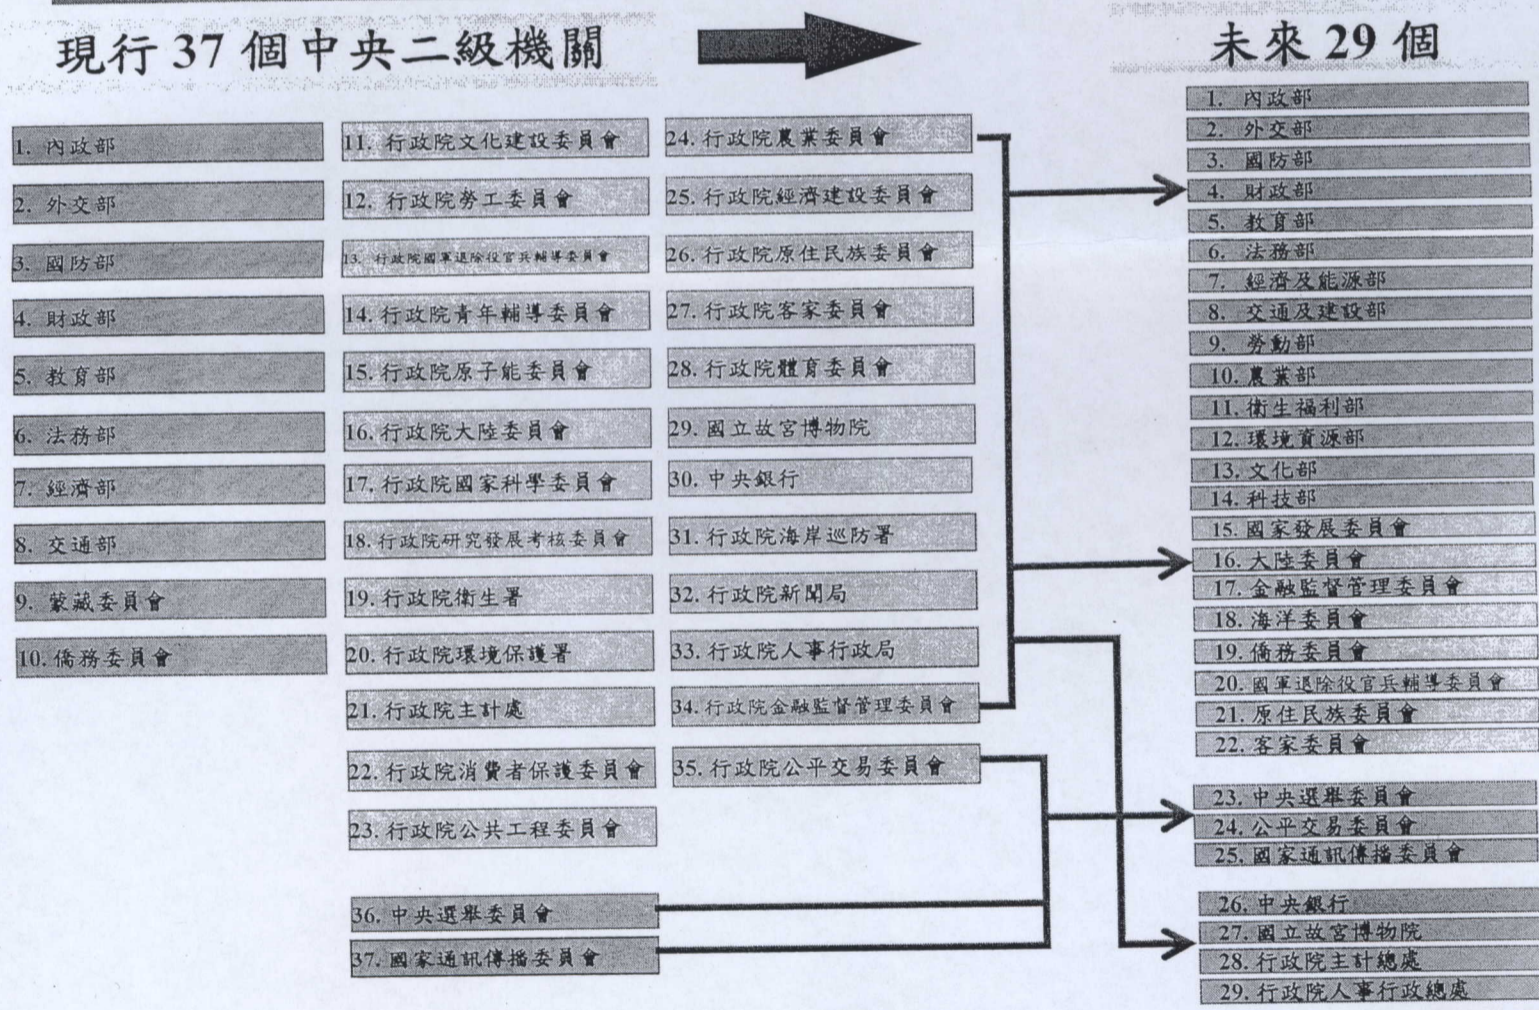 現行 37 個中央二級機關
未來 29 個
1. 內政部
2. 外交部
3. 國防部
4. 財政部
5. 教育部
6. 法務部
7. 經濟部
8. 交通部
9. 蒙藏委員會
10. 僑務委員會
11. 行政院文化建設委員會
12. 行政院勞工委員會
13. 行政院國軍退除役官兵輔導委員會
14. 行政院青年輔導委員會
15. 行政院原子能委員會
16. 行政院大陸委員會
17. 行政院國家科學委員會
18. 行政院研究發展考核委員會
19. 行政院衛生署
20. 行政院環境保護署
21. 行政院主計處
22. 行政院消費者保護委員會
23. 行政院公共工程委員會
24. 行政院農業委員會
25. 行政院經濟建設委員會
26. 行政院原住民族委員會
27. 行政院客家委員會
28. 行政院體育委員會
29. 國立故宮博物院
30. 中央銀行
31. 行政院海岸巡防署
32. 行政院新聞局
33. 行政院人事行政局
34. 行政院金融監督管理委員會
35. 行政院公平交易委員會
36. 中央選舉委員會
37. 國家通訊傳播委員會
1. 內政部
2. 外交部
3. 國防部
4. 財政部
5. 教育部
6. 法務部
7. 經濟及能源部
8. 交通及建設部
9. 勞動部
10. 農業部
11. 衛生福利部
12. 環境資源部
13. 文化部
14. 科技部
15. 國家發展委員會
16. 大陸委員會
17. 金融監督管理委員會
18. 海洋委員會
19. 僑務委員會
20. 國軍退除役官兵輔導委員會
21. 原住民族委員會
22. 客家委員會
23. 中央選舉委員會
24. 公平交易委員會
25. 國家通訊傳播委員會
26. 中央銀行
27. 國立故宮博物院
28. 行政院主計總處
29. 行政院人事行政總處